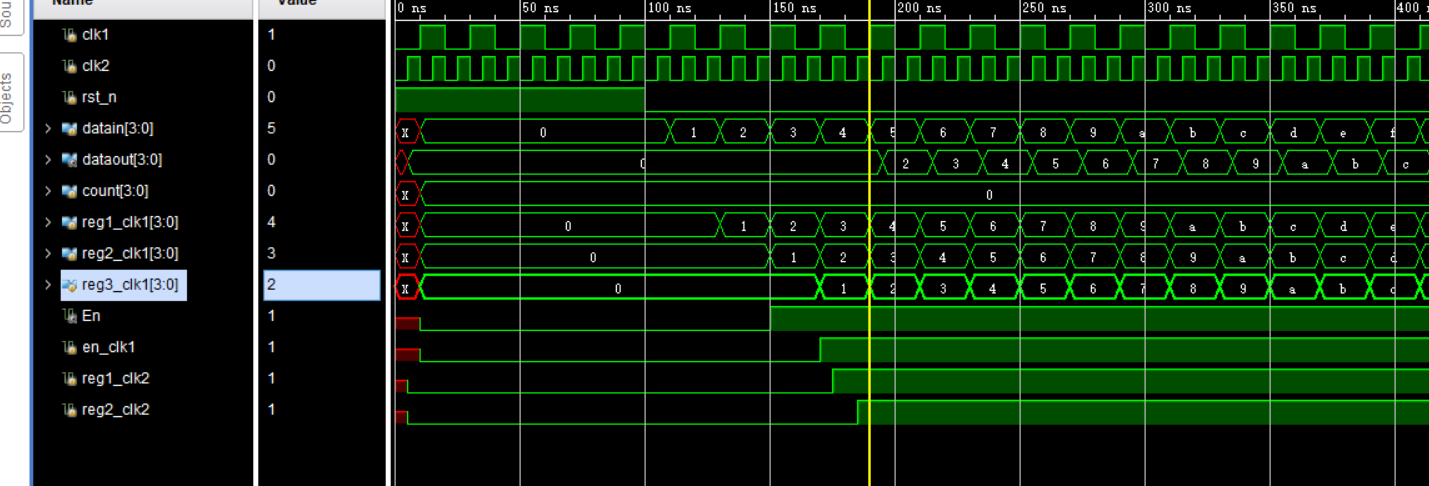 Sou
Objects
Name Value
0 ns 50 ns 100 ns 150 ns 200 ns 250 ns 300 ns 350 ns 400
clk1 1
clk2 0
rst_n 0
datain[3:0] 5 X 0 1 2 3 4 5 6 7 8 9 a b c d e f
dataout[3:0] 0 0 2 3 4 5 6 7 8 9 a b c
count[3:0] 0 X 0
reg1_clk1[3:0] 4 X 0 1 2 3 4 5 6 7 8 9 a b c d e
reg2_clk1[3:0] 3 X 0 1 2 3 4 5 6 7 8 9 a b c d
reg3_clk1[3:0] 2 X 0 1 2 3 4 5 6 7 8 9 a b c
En 1
en_clk1 1
reg1_clk2 1
reg2_clk2 1